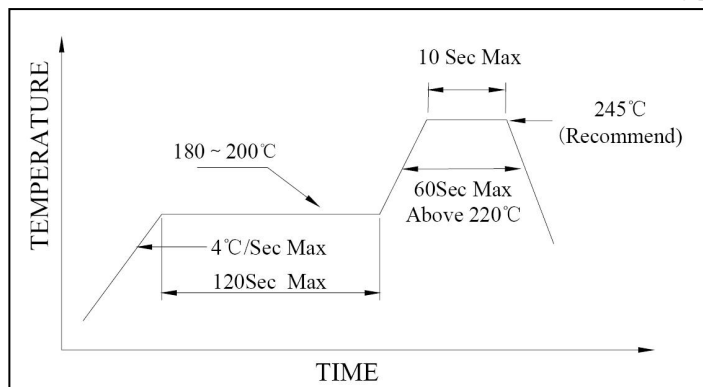 10 Sec Max
245℃
(Recommend)
180 ~ 200℃
60Sec Max
Above 220℃
4℃/Sec Max
120Sec Max
TEMPERATURE
TIME